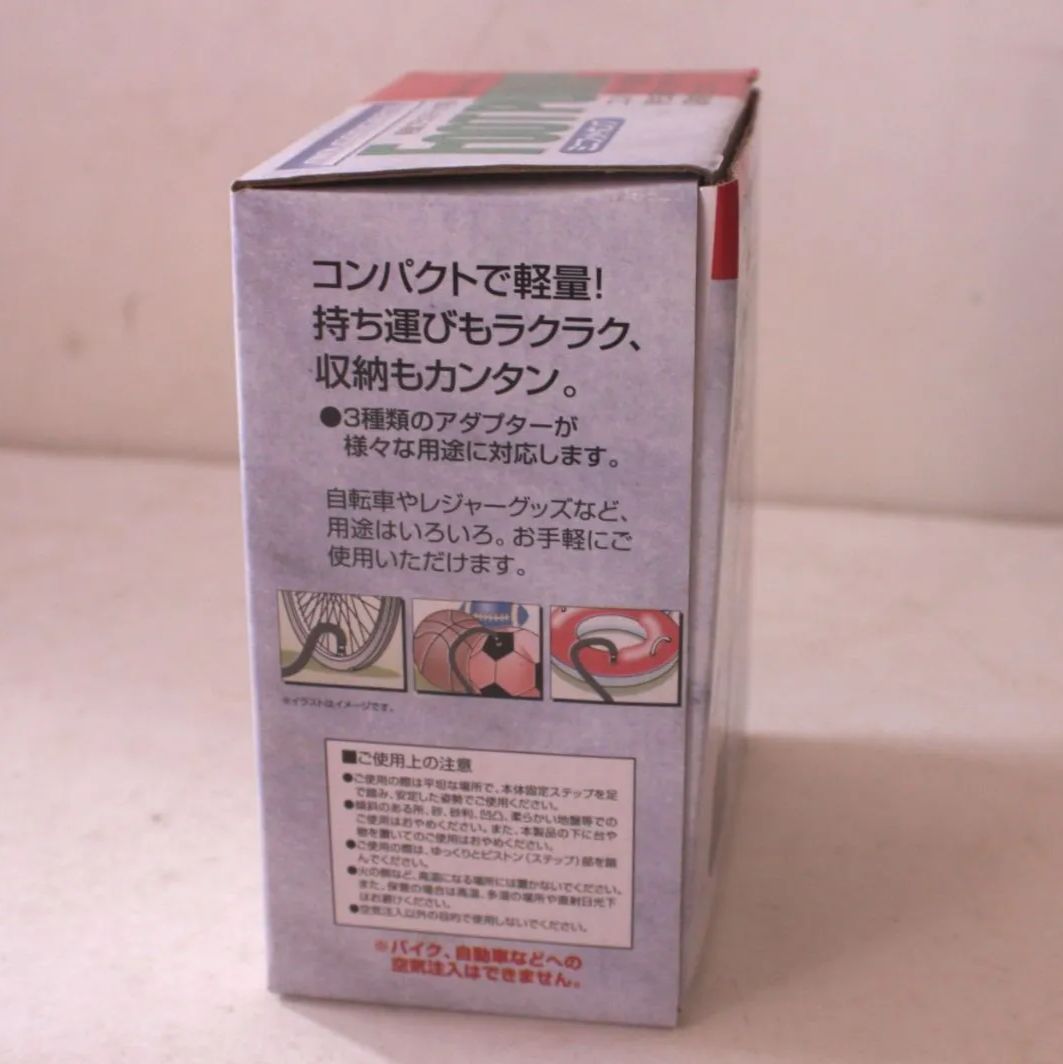 コンパクトで軽量!
持ち運びもラクラク、
収納もカンタン。
●3種類のアダプターが
様々な用途に対応します。
自転車やレジャーグッズなど、
用途はいろいろ。お手軽にご
使用いただけます。
※イラストはイメージです。
■ご使用上の注意
●ご使用の際は平坦な場所で、本体固定ステップを足
で踏み、安定した姿勢でご使用ください。
●傾斜のある所、砂、砂利、凹凸、柔らかい地盤等での
ご使用はおやめください。また、本製品の下に台や
物を置いてのご使用はおやめください。
●ご使用の際は、ゆっくりとピストン(ステップ)部を踏
んでください。
●火の側など、高温になる場所には置かないでください。
また、保管の場合は高温、多湿の場所や直射日光下
はお避けください。
●空気注入以外の目的で使用しないでください。
※バイク、自動車などへの
空気注入はできません。